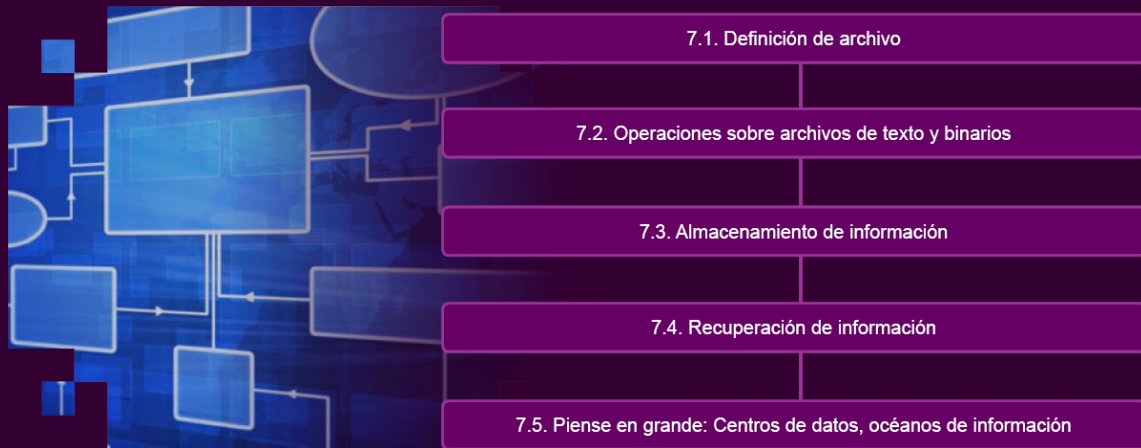 7.1. Definición de archivo
7.2. Operaciones sobre archivos de texto y binarios
7.3. Almacenamiento de información
7.4. Recuperación de información
7.5. Piense en grande: Centros de datos, océanos de información